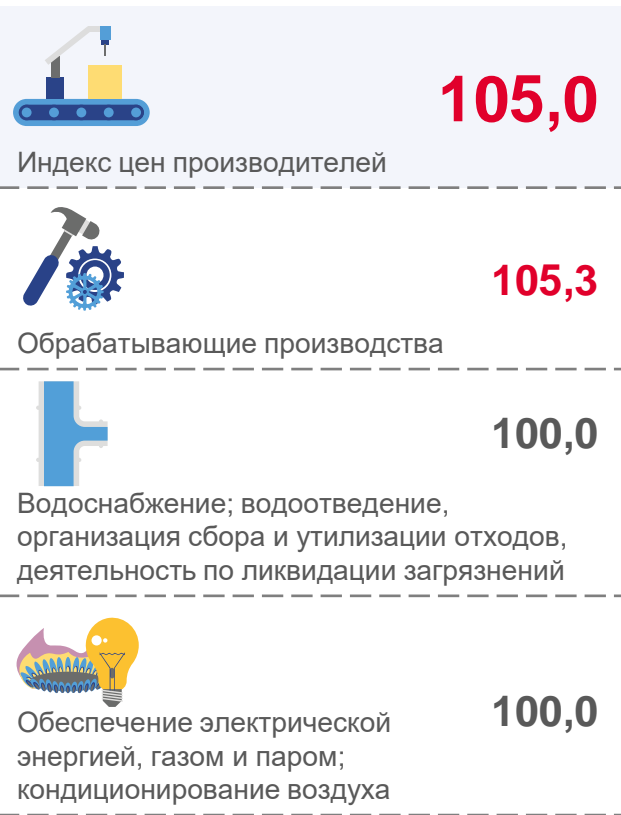 105,0
Индекс цен производителей
105,3
Обрабатывающие производства
100,0
Водоснабжение; водоотведение,
организация сбора и утилизации отходов,
деятельность по ликвидации загрязнений
100,0
Обеспечение электрической
энергией, газом и паром;
кондиционирование воздуха